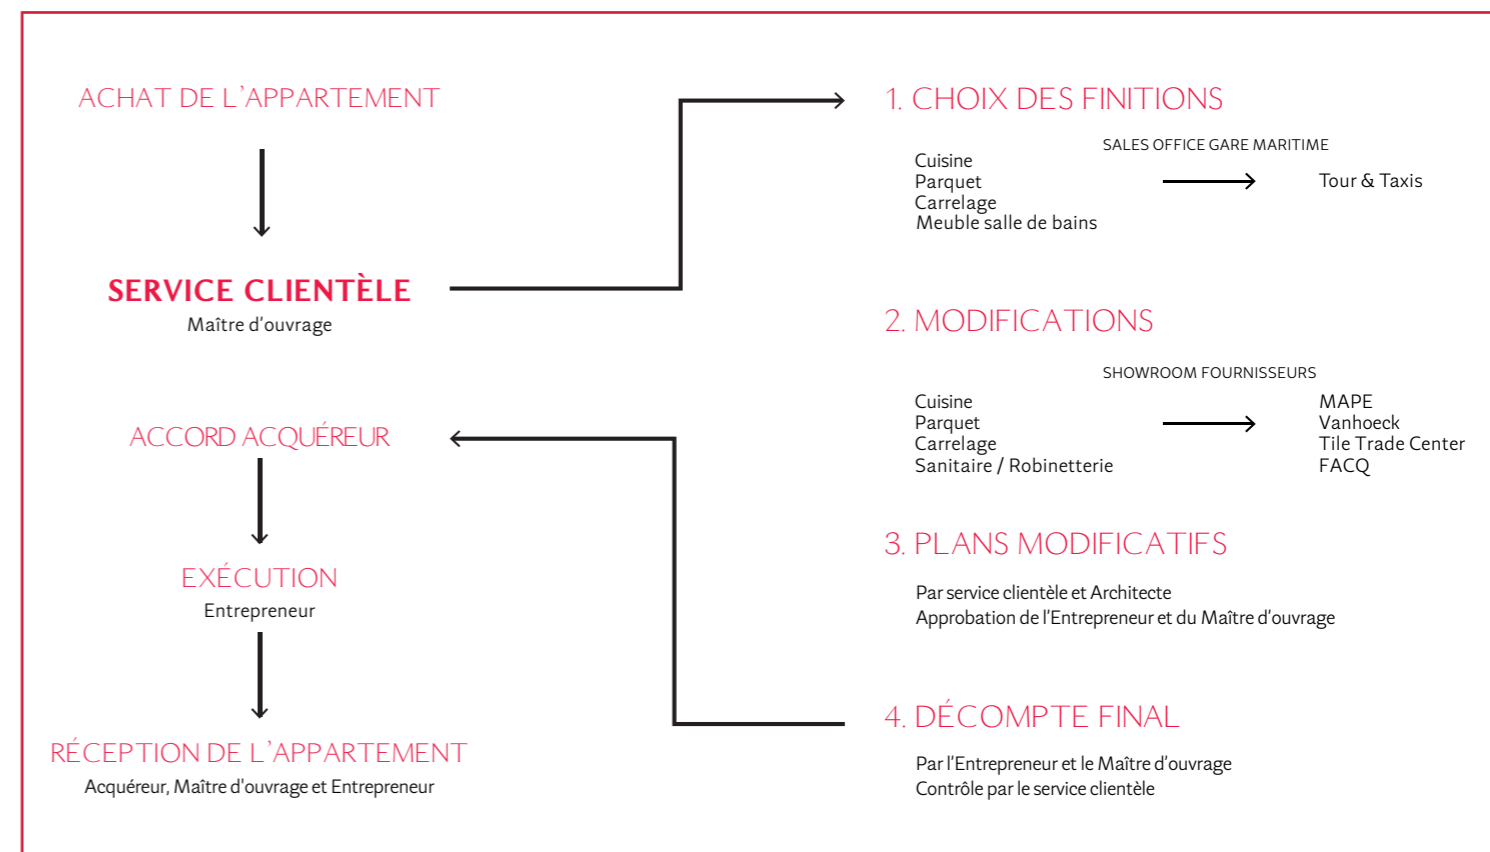 ACHAT DE L'APPARTEMENT
SERVICE CLIENTÈLE
Maître d'ouvrage
1. CHOIX DES FINITIONS
SALES OFFICE GARE MARITIME
Cuisine
Parquet
Carrelage
Meuble salle de bains
Tour & Taxis
2. MODIFICATIONS
SHOWROOM FOURNISSEURS
Cuisine
Parquet
Carrelage
Sanitaire / Robinetterie
MAPE
Vanhoeck
Tile Trade Center
FACQ
3. PLANS MODIFICATIFS
Par service clientèle et Architecte
Approbation de l'Entrepreneur et du Maître d'ouvrage
4. DÉCOMPTE FINAL
Par l'Entrepreneur et le Maître d'ouvrage
Contrôle par le service clientèle
ACCORD ACQUÉREUR
EXÉCUTION
Entrepreneur
RÉCEPTION DE L'APPARTEMENT
Acquéreur, Maître d'ouvrage et Entrepreneur